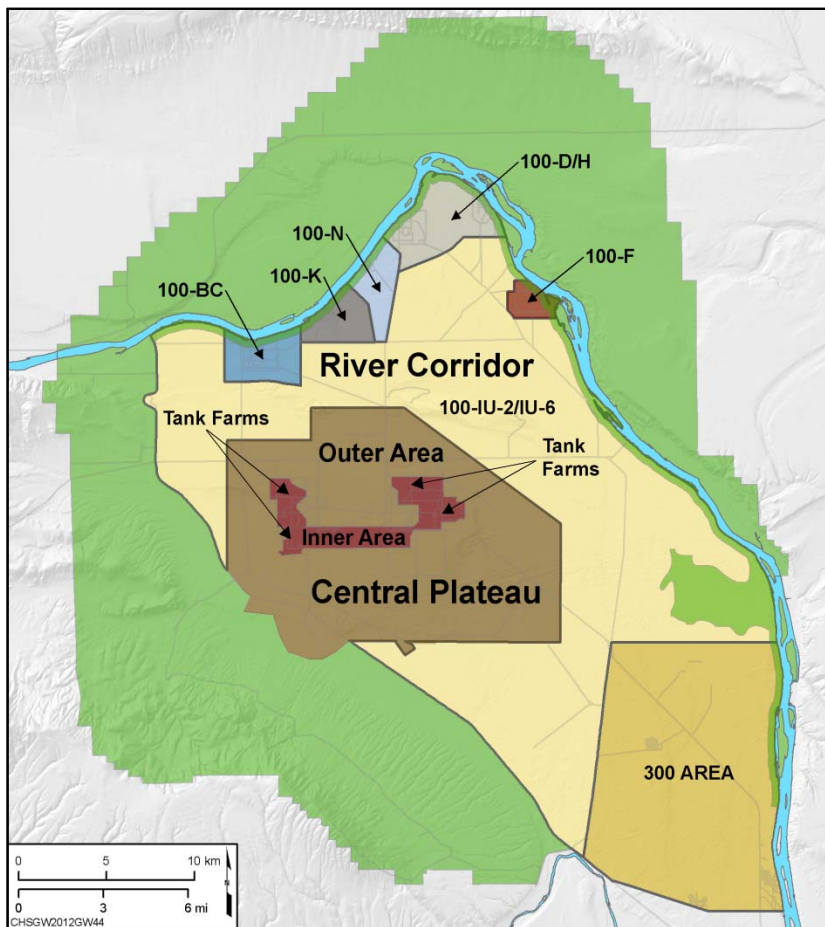 100-D/H
100-N
100-F
100-K
100-BC
River Corridor
100-IU-2/IU-6
Tank Farms
Outer Area
Tank
Farms
Inner Area
Central Plateau
300 AREA
0 5 10 km
N
0 3 6 mi
CHSGW2012GW44